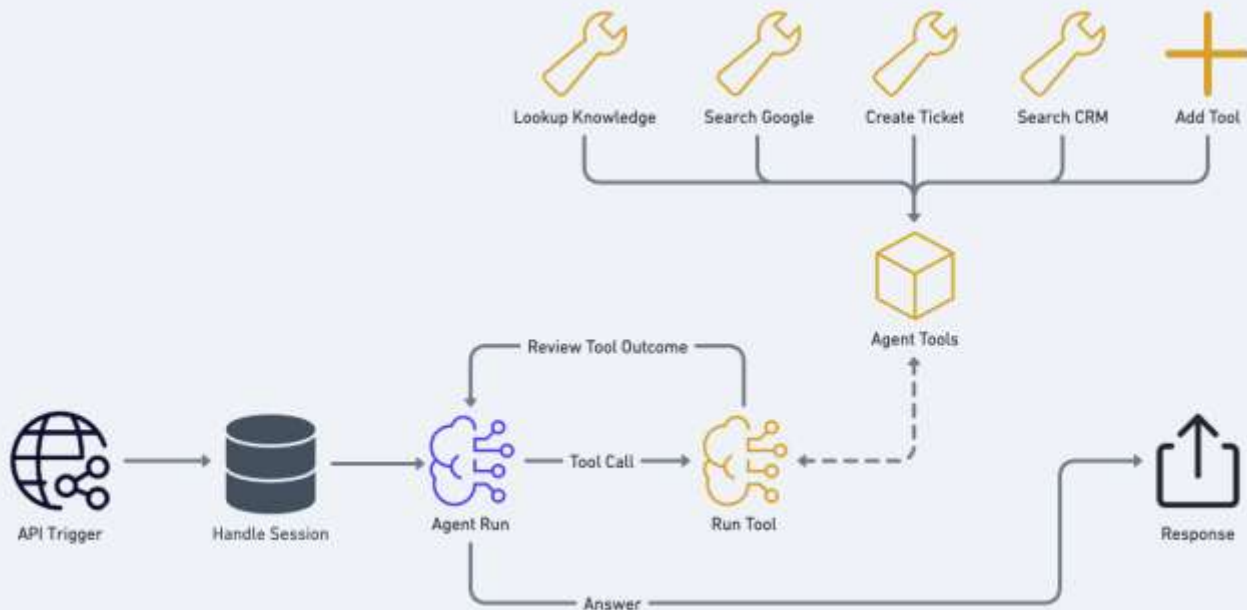 Lookup Knowledge
Search Google
Create Ticket
Search CRM
Add Tool
Agent Tools
Review Tool Outcome
Tool Call
API Trigger
Handle Session
Agent Run
Run Tool
Response
Answer